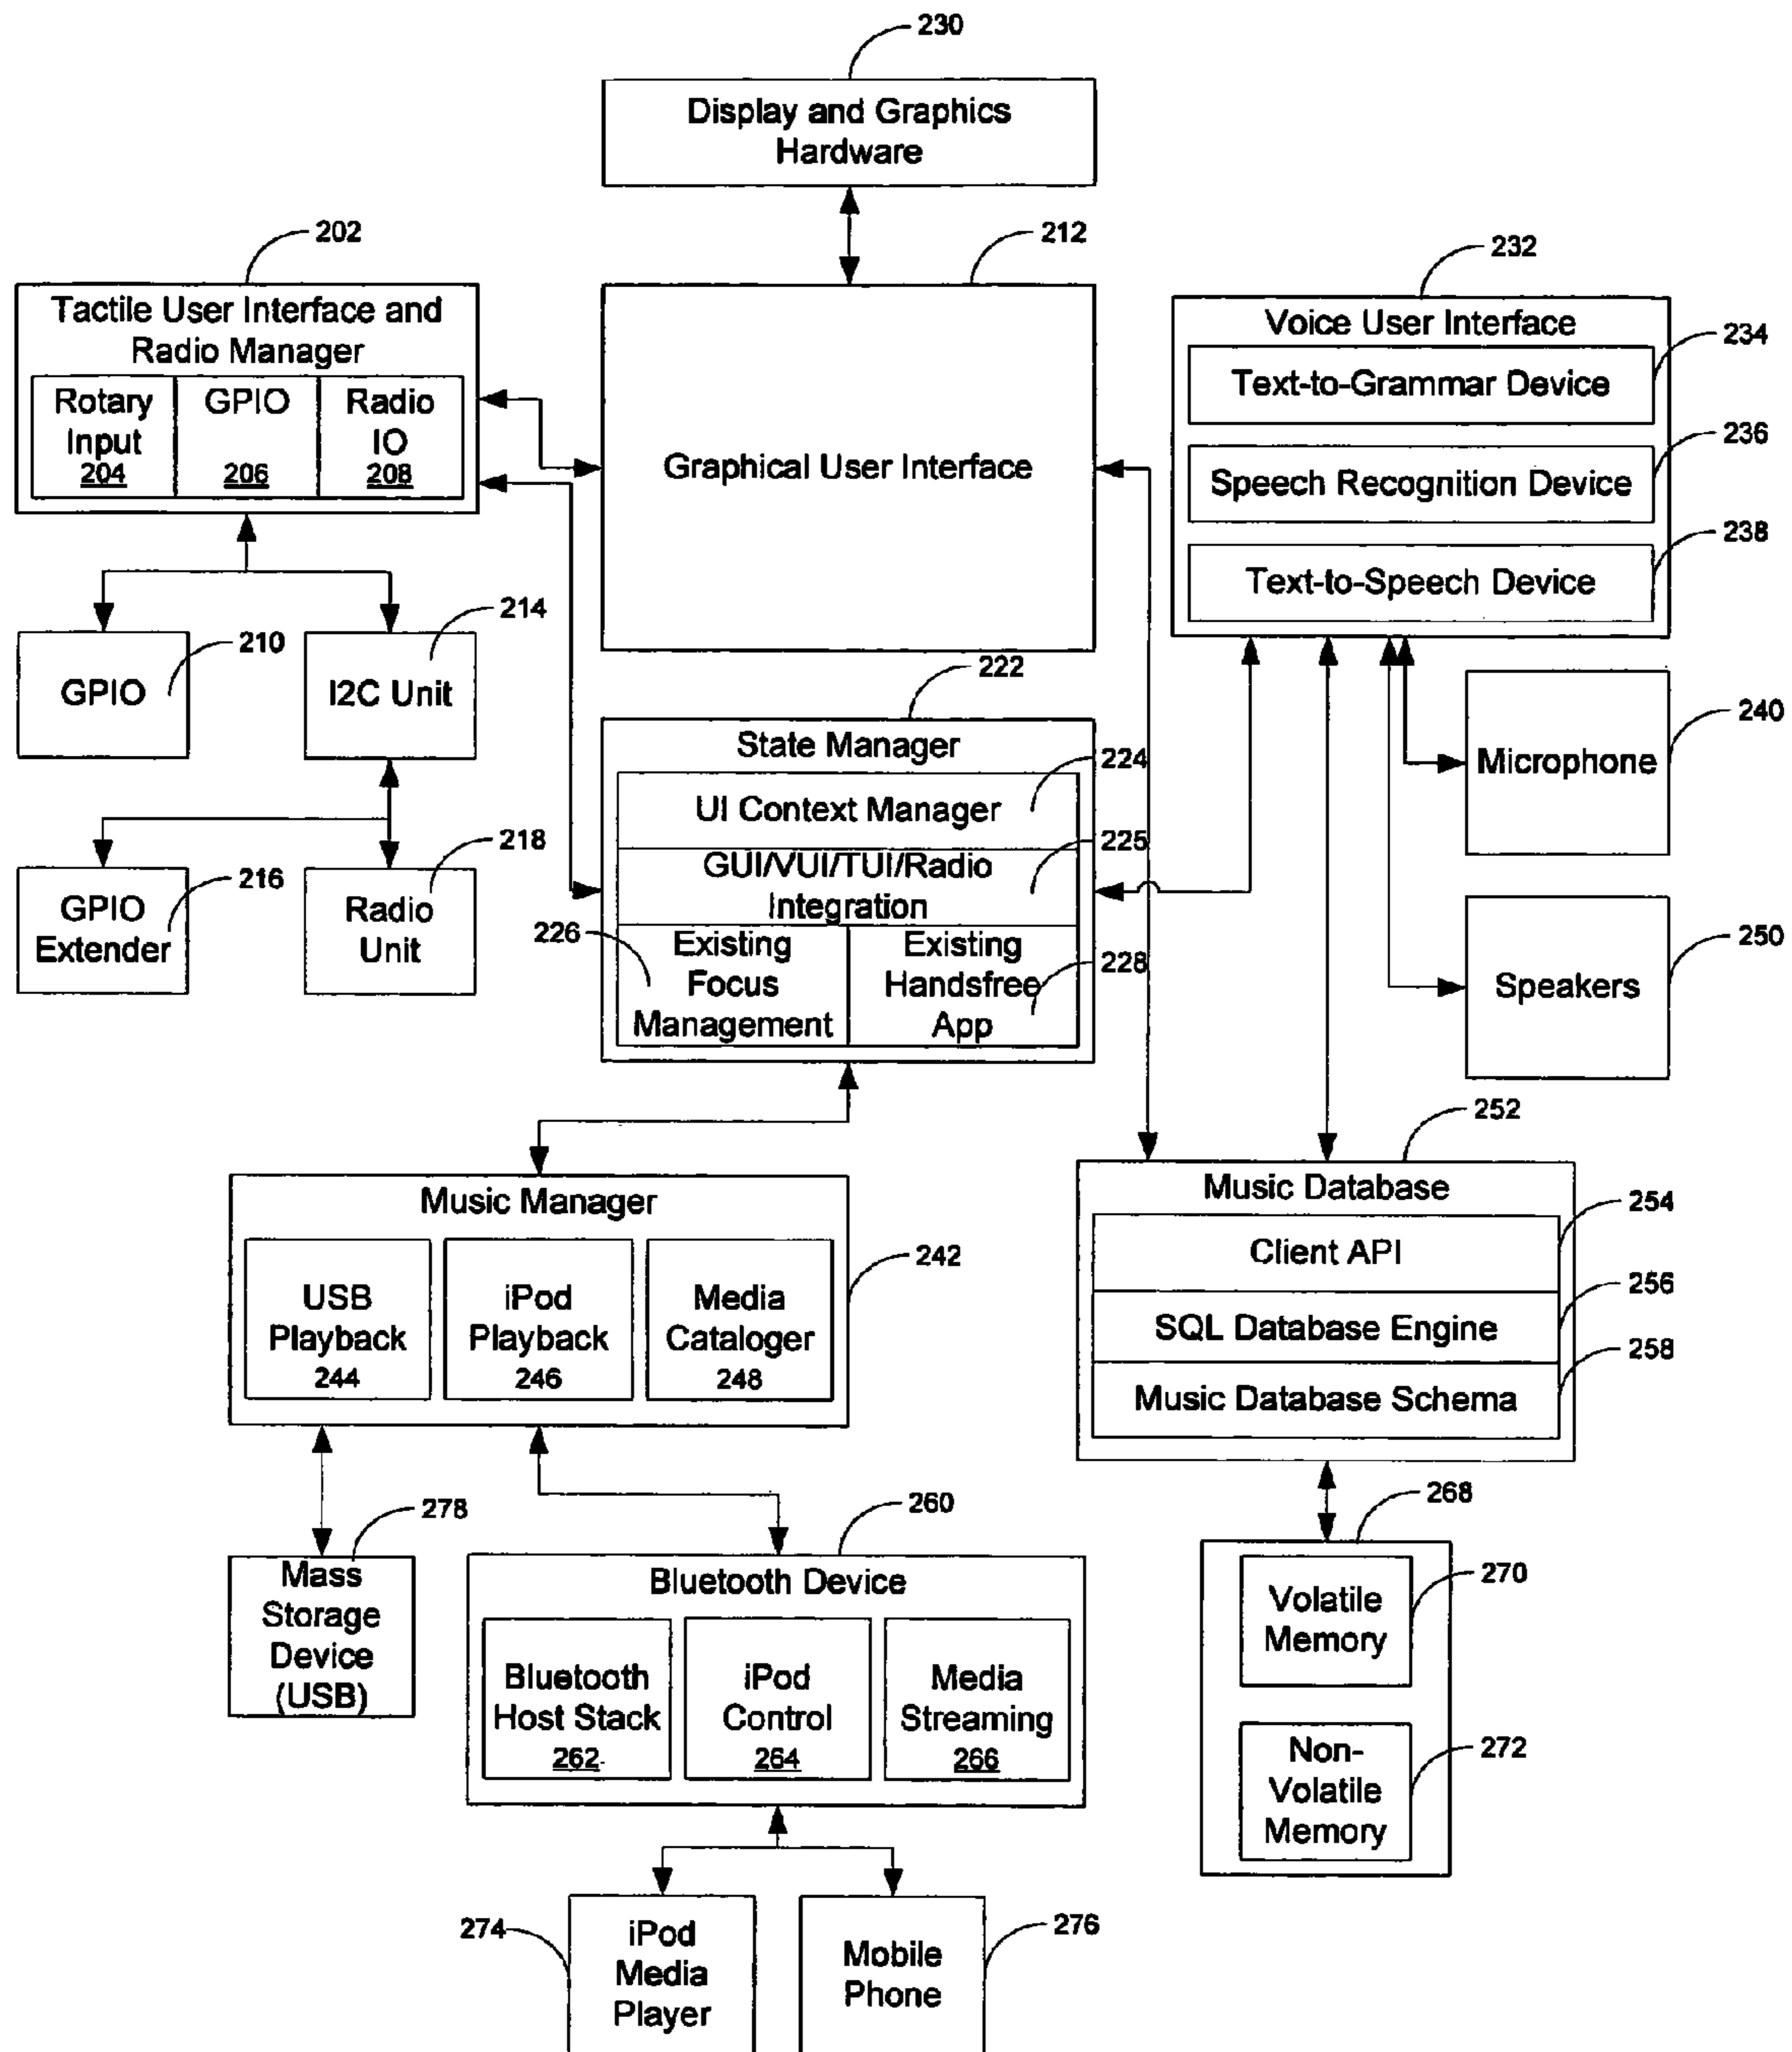 230
Display and Graphics
Hardware
202
212
232
Tactile User Interface and
Radio Manager
Rotary
Input
204
GPIO
206
Radio
IO
208
Graphical User Interface
Voice User Interface
234
Text-to-Grammar Device
236
Speech Recognition Device
238
Text-to-Speech Device
210
GPIO
214
I2C Unit
216
GPIO
Extender
218
Radio
Unit
222
State Manager
224
UI Context Manager
225
GUI/VUI/TUI/Radio
Integration
226
Existing
Focus
Management
228
Existing
Handsfree
App
240
Microphone
250
Speakers
242
Music Manager
USB
Playback
244
iPod
Playback
246
Media
Cataloger
248
252
Music Database
254
Client API
256
SQL Database Engine
258
Music Database Schema
278
Mass
Storage
Device
(USB)
260
Bluetooth Device
Bluetooth
Host Stack
262
iPod
Control
264
Media
Streaming
266
268
270
Volatile
Memory
272
Non-
Volatile
Memory
274
iPod
Media
Player
276
Mobile
Phone